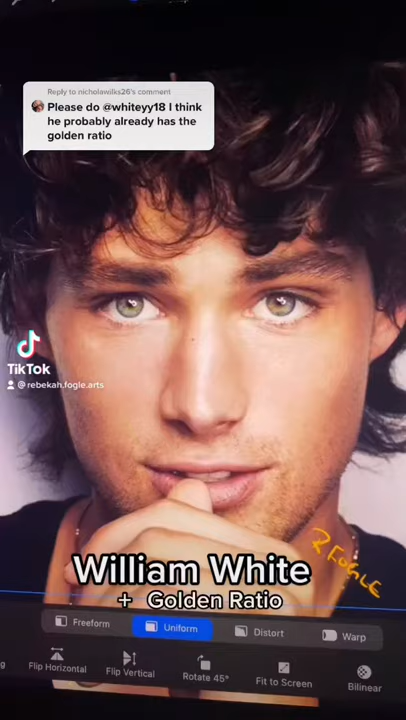 Reply to nicholawilks26's comment
Please do @whiteyy18 I think
he probably already has the
golden ratio
TikTok
@rebekah.fogle.arts
R FOGLE
William White
+ Golden Ratio
Freeform
Uniform
Distort
Warp
Flip Horizontal
Flip Vertical
Rotate 45°
Fit to Screen
Bilinear